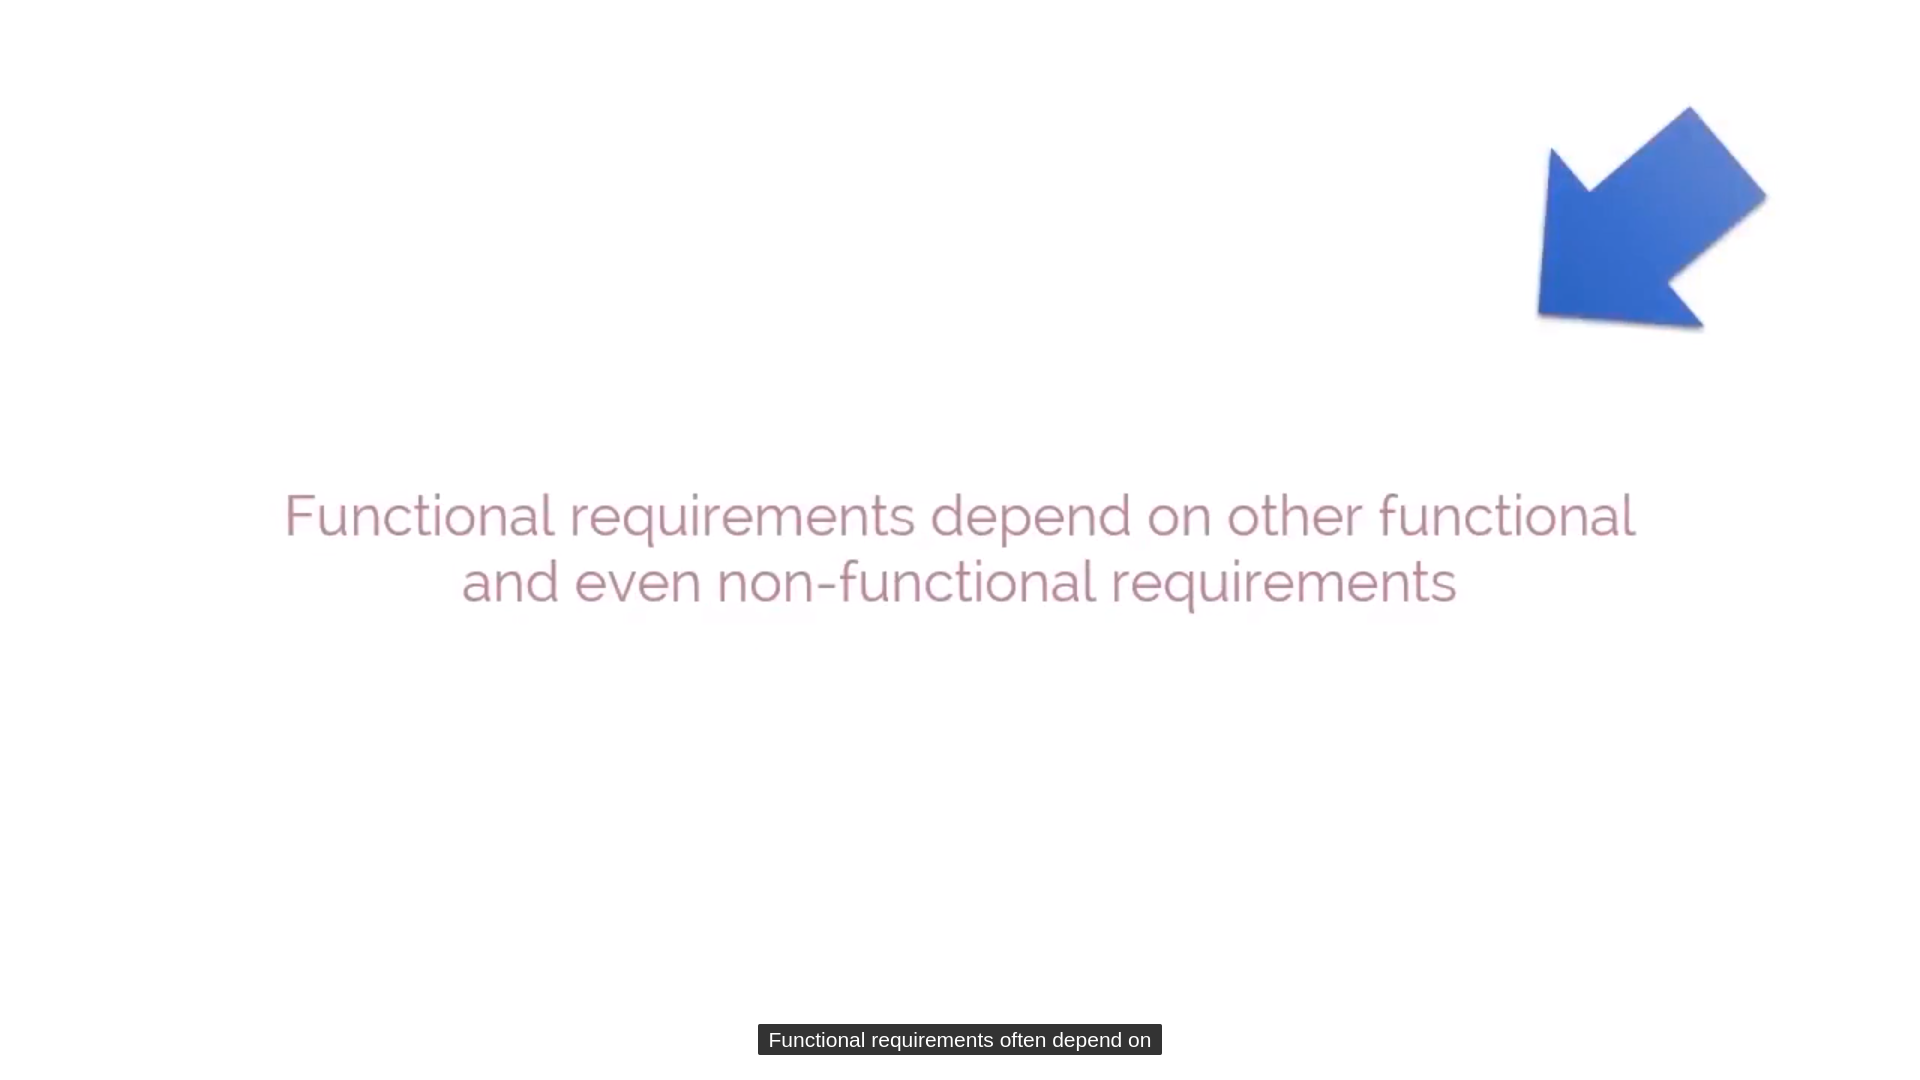 Functional requirements depend on other functional
and even non-functional requirements
Functional requirements often depend on